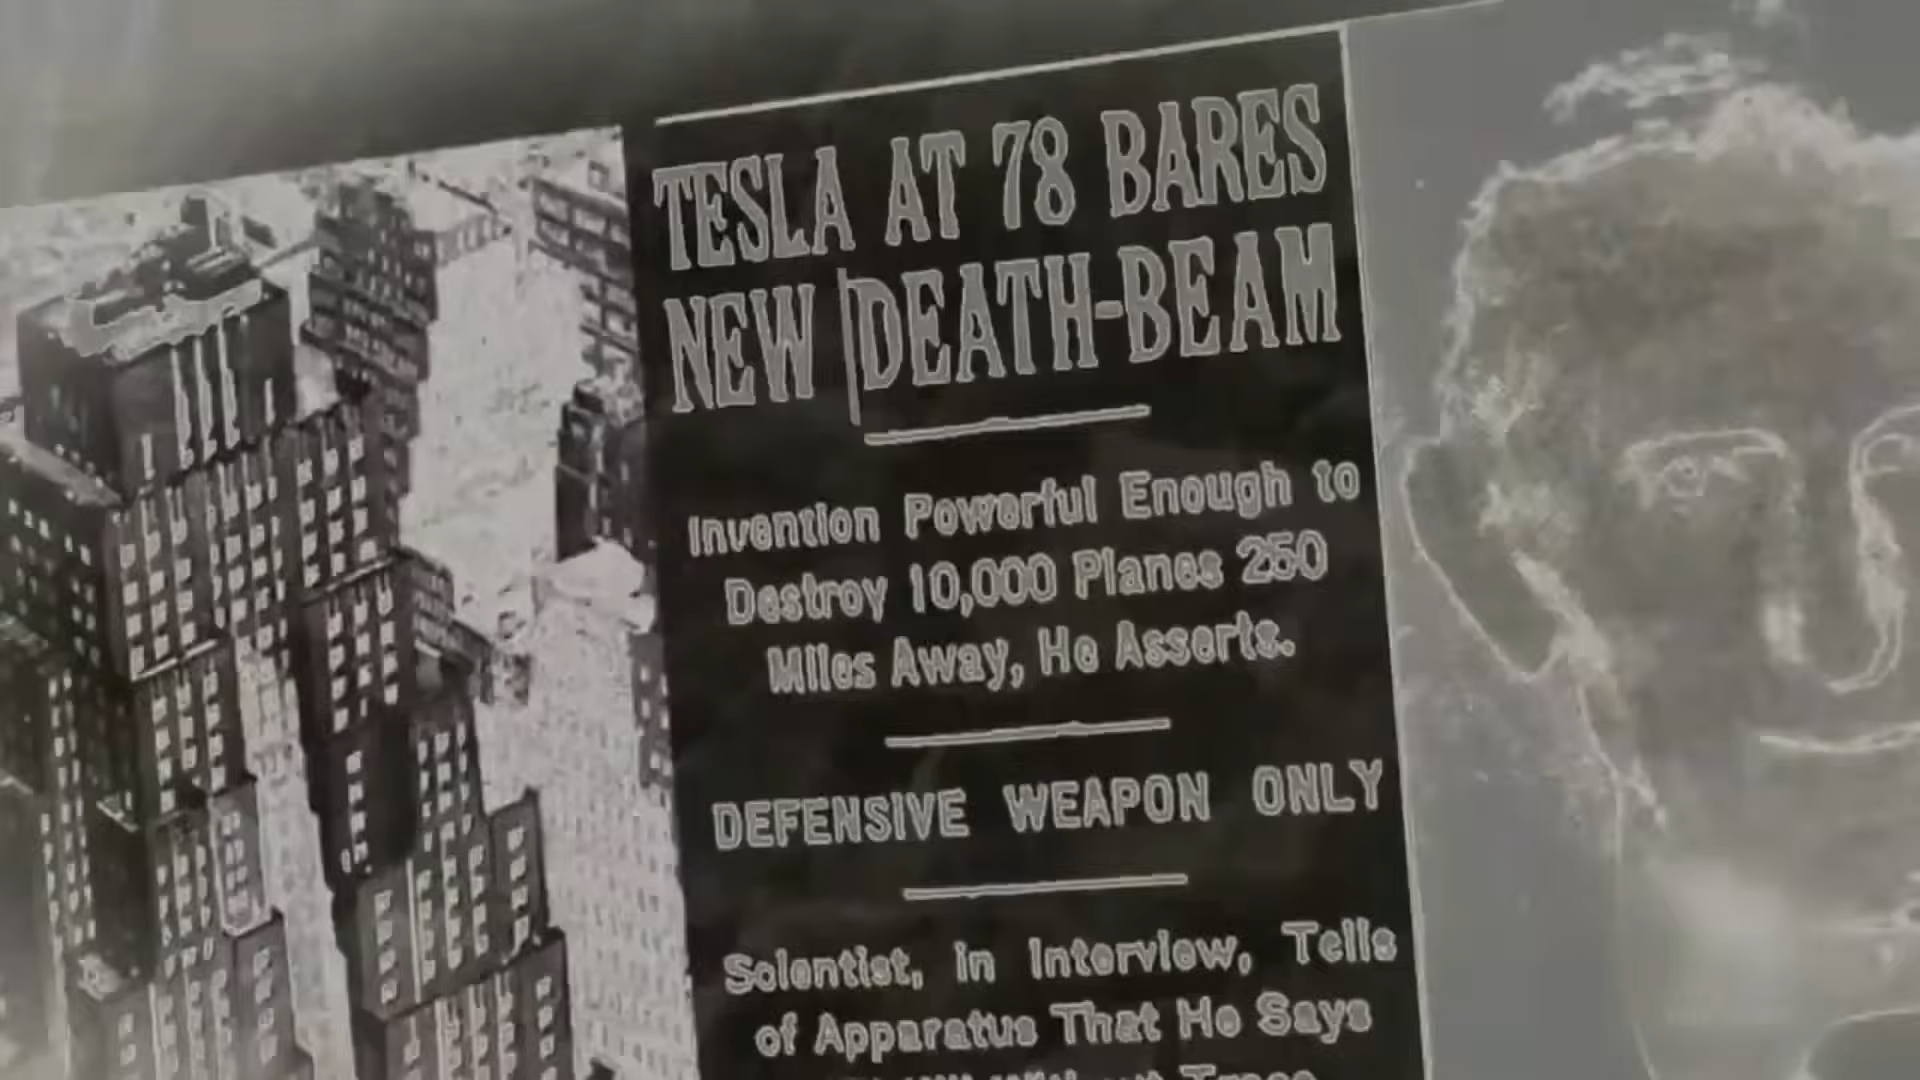 TESLA AT 78 BARES
NEW DEATH-BEAM
Invention Powerful Enough to
Destroy 10,000 Planes 250
Miles Away, He Asserts.
DEFENSIVE WEAPON ONLY
Scientist, in Interview, Tells
of Apparatus That He Says